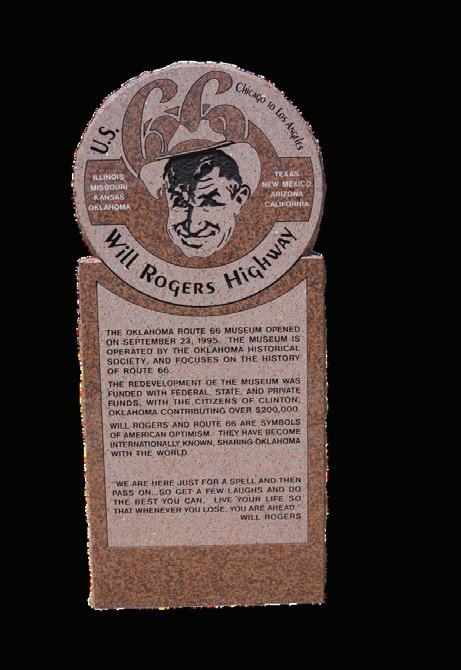 U.S. 66 Chicago to Los Angeles
ILLINOIS
MISSOURI
KANSAS
OKLAHOMA
TEXAS
NEW MEXICO
ARIZONA
CALIFORNIA
Will Rogers Highway
THE OKLAHOMA ROUTE 66 MUSEUM OPENED
ON SEPTEMBER 23, 1995. THE MUSEUM IS
OPERATED BY THE OKLAHOMA HISTORICAL
SOCIETY, AND FOCUSES ON THE HISTORY
OF ROUTE 66.
THE REDEVELOPMENT OF THE MUSEUM WAS
FUNDED WITH FEDERAL, STATE, AND PRIVATE
FUNDS, WITH THE CITIZENS OF CLINTON,
OKLAHOMA CONTRIBUTING OVER $200,000.
WILL ROGERS AND ROUTE 66 ARE SYMBOLS
OF AMERICAN OPTIMISM. THEY HAVE BECOME
INTERNATIONALLY KNOWN, SHARING OKLAHOMA
WITH THE WORLD.
"WE ARE HERE JUST FOR A SPELL AND THEN
PASS ON...SO GET A FEW LAUGHS AND DO
THE BEST YOU CAN. LIVE YOUR LIFE SO
THAT WHENEVER YOU LOSE, YOU ARE AHEAD."
WILL ROGERS